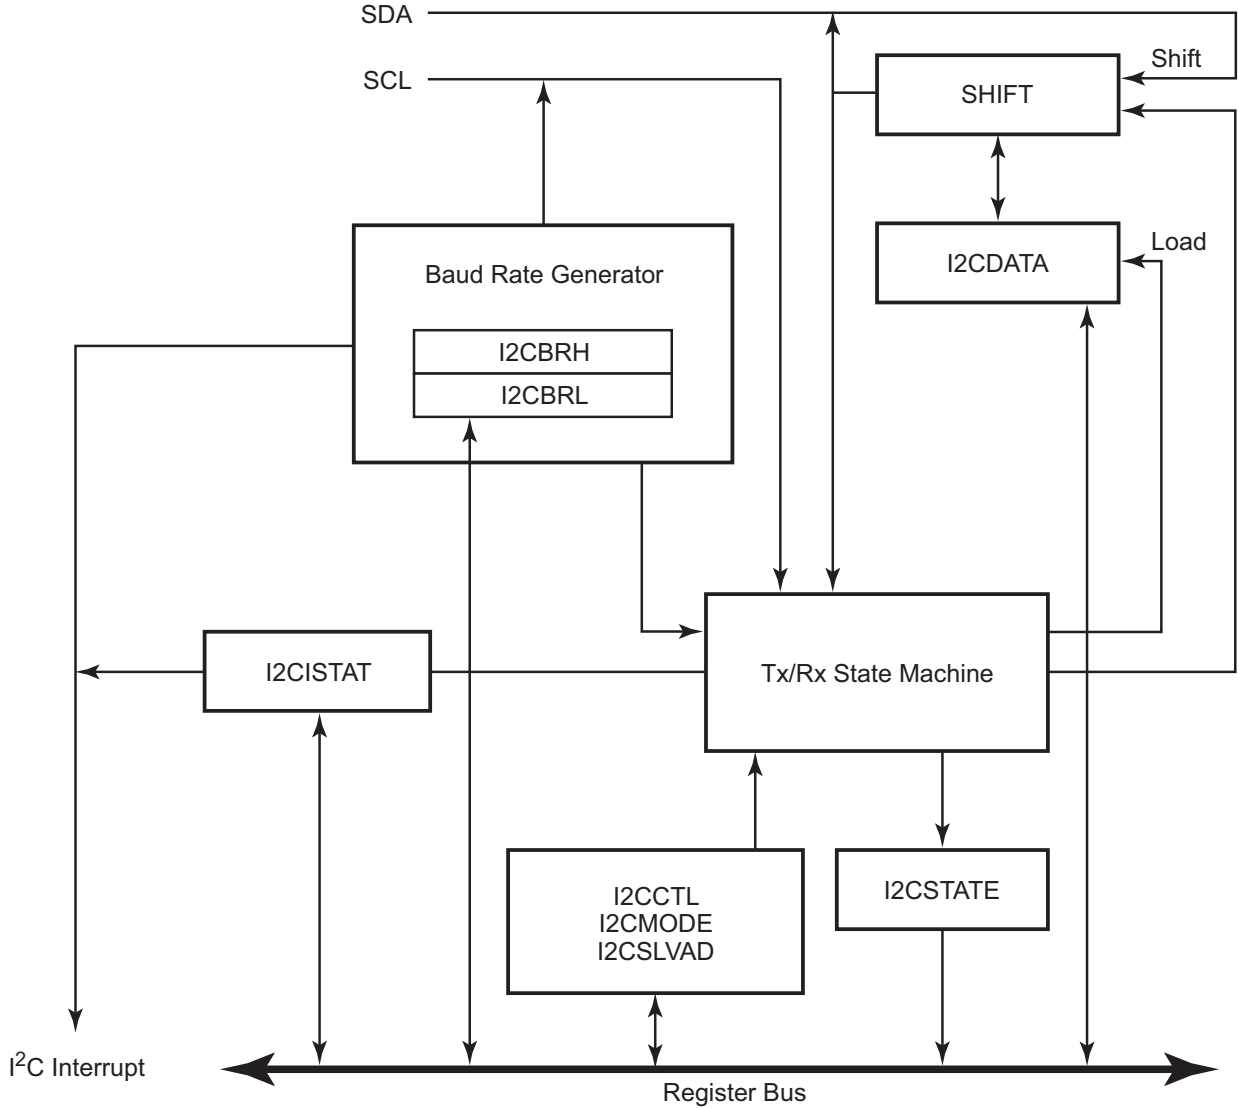 SDA
SCL
Shift
SHIFT
I2CDATA
Load
Baud Rate Generator
I2CBRH
I2CBRL
I2CISTAT
Tx/Rx State Machine
I2CCTL
I2CMODE
I2CSLVAD
I2CSTATE
I²C Interrupt
Register Bus